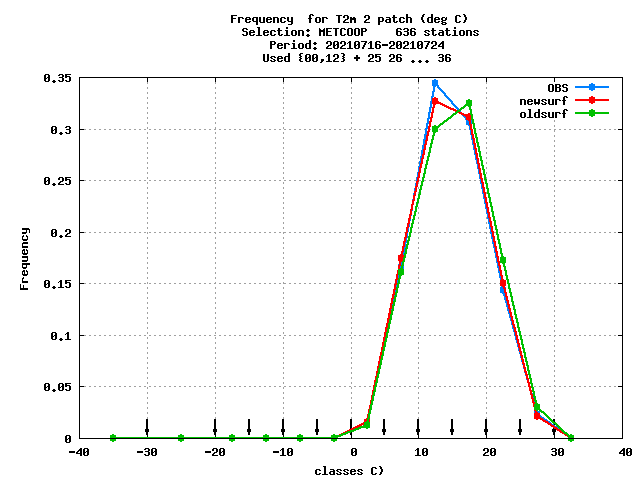 Frequency  for T2m 2 patch (deg C)
Selection: METCOOP    636 stations
Period: 20210716-20210724
Used {00,12} + 25 26 ... 36
OBS
newsurf
oldsurf
0.35
0.3
0.25
0.2
0.15
0.1
0.05
0
Frequency
-40 -30 -20 -10 0 10 20 30 40
classes C)